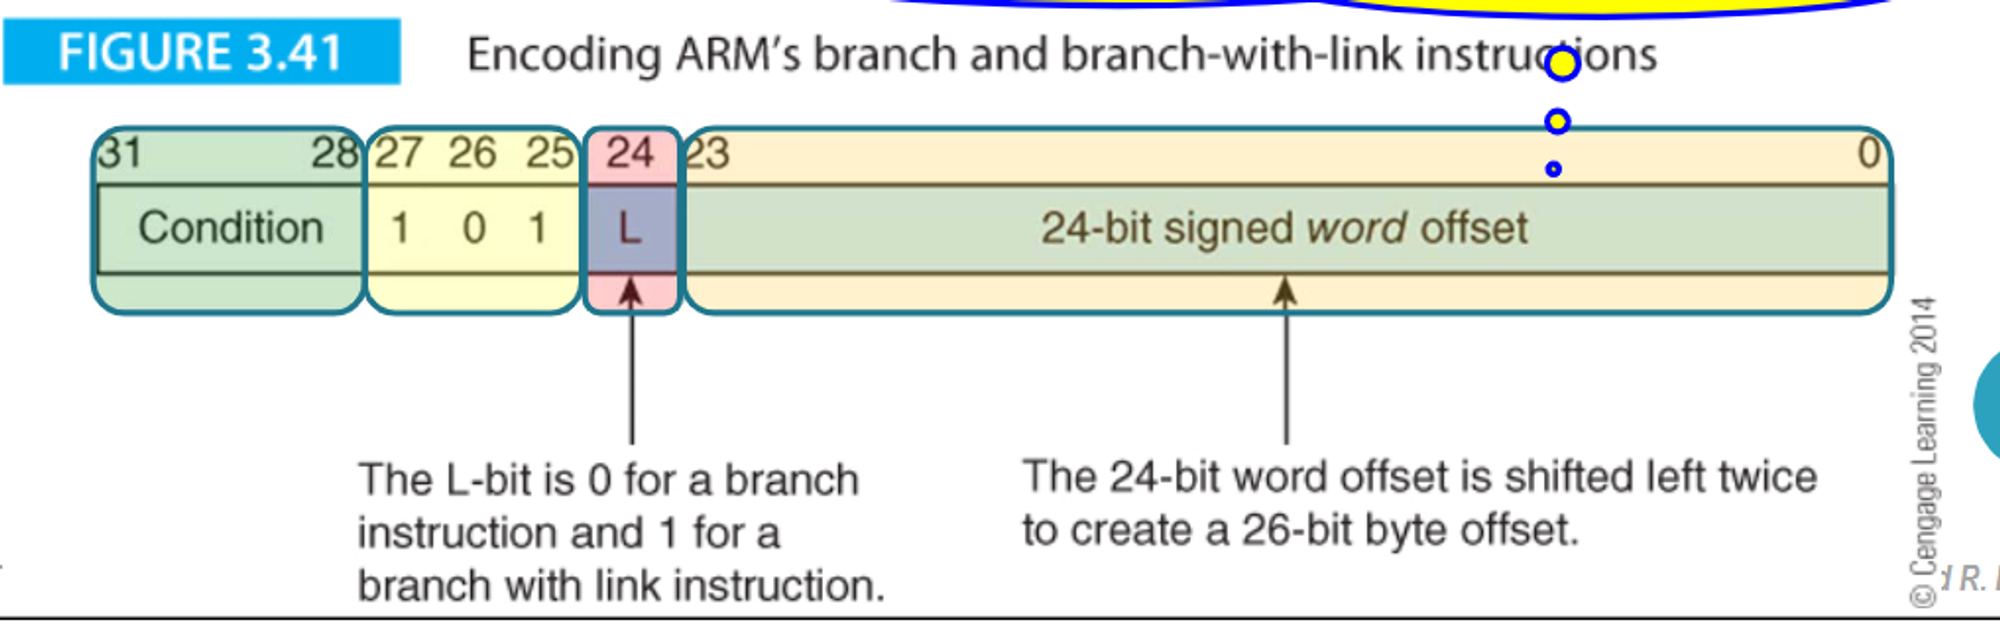 FIGURE 3.41 Encoding ARM's branch and branch-with-link instructions
31 28 27 26 25 24 23 0
Condition 1 0 1 L 24-bit signed word offset
The L-bit is 0 for a branch
instruction and 1 for a
branch with link instruction.
The 24-bit word offset is shifted left twice
to create a 26-bit byte offset.
© Cengage Learning 2014
R.